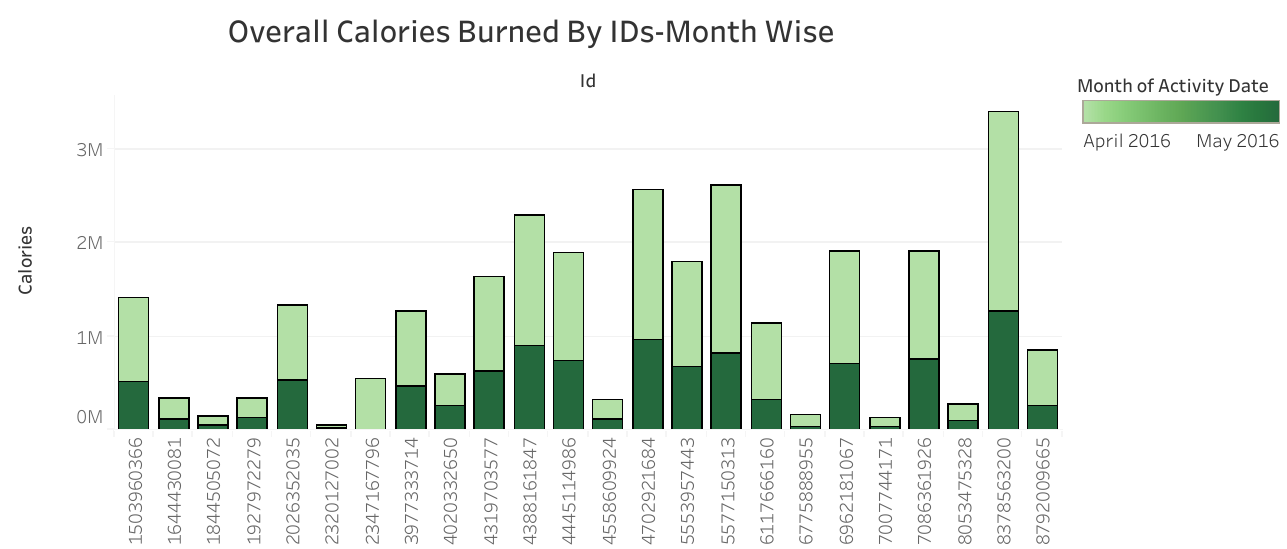 Overall Calories Burned By IDs-Month Wise
Id
Month of Activity Date
April 2016 May 2016
Calories
3M
2M
1M
0M
1503960366
1644430081
1844505072
1927972279
2026352035
2320127002
2347167796
3977333714
4020332650
4319703577
4388161847
4445114986
4558609924
4702921684
5553957443
5577150313
6117666160
6775888955
6962181067
7007744171
7086361926
8053475328
8378563200
8792009665